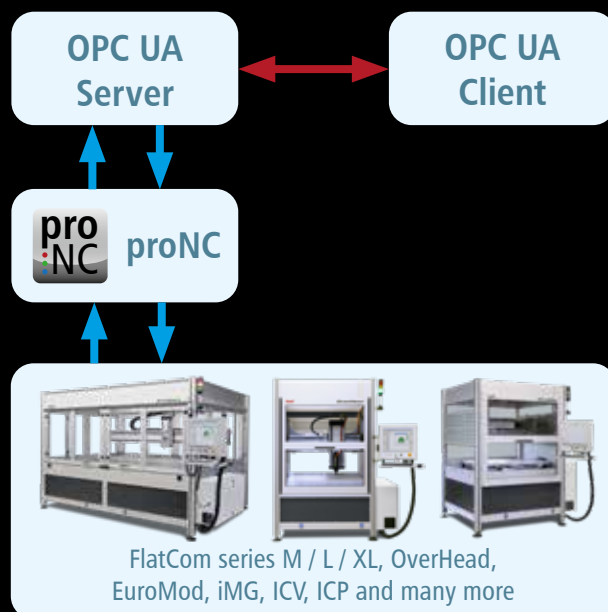 OPC UA
Server
OPC UA
Client
pro
NC
proNC
FlatCom series M / L / XL, OverHead,
EuroMod, iMG, ICV, ICP and many more